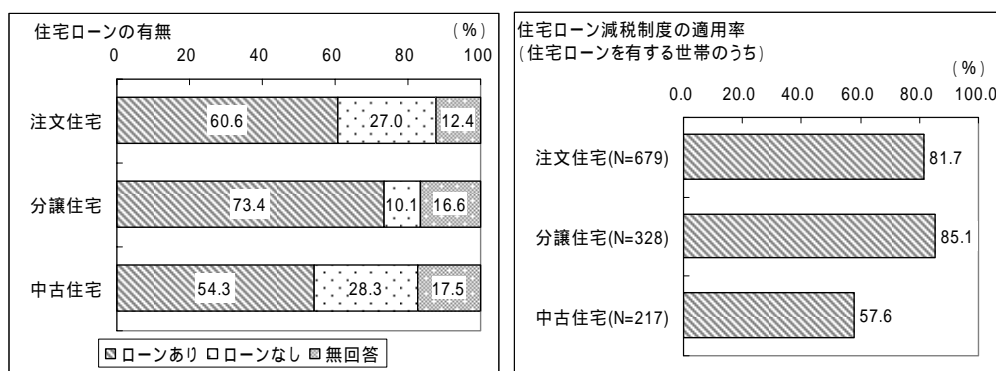 住宅ローンの有無
(%)
0 20 40 60 80 100
注文住宅 60.6 27.0 12.4
分譲住宅 73.4 10.1 16.6
中古住宅 54.3 28.3 17.5
ローンあり ローンなし 無回答
住宅ローン減税制度の適用率
(住宅ローンを有する世帯のうち)
(%)
0.0 20.0 40.0 60.0 80.0 100.0
注文住宅(N=679) 81.7
分譲住宅(N=328) 85.1
中古住宅(N=217) 57.6